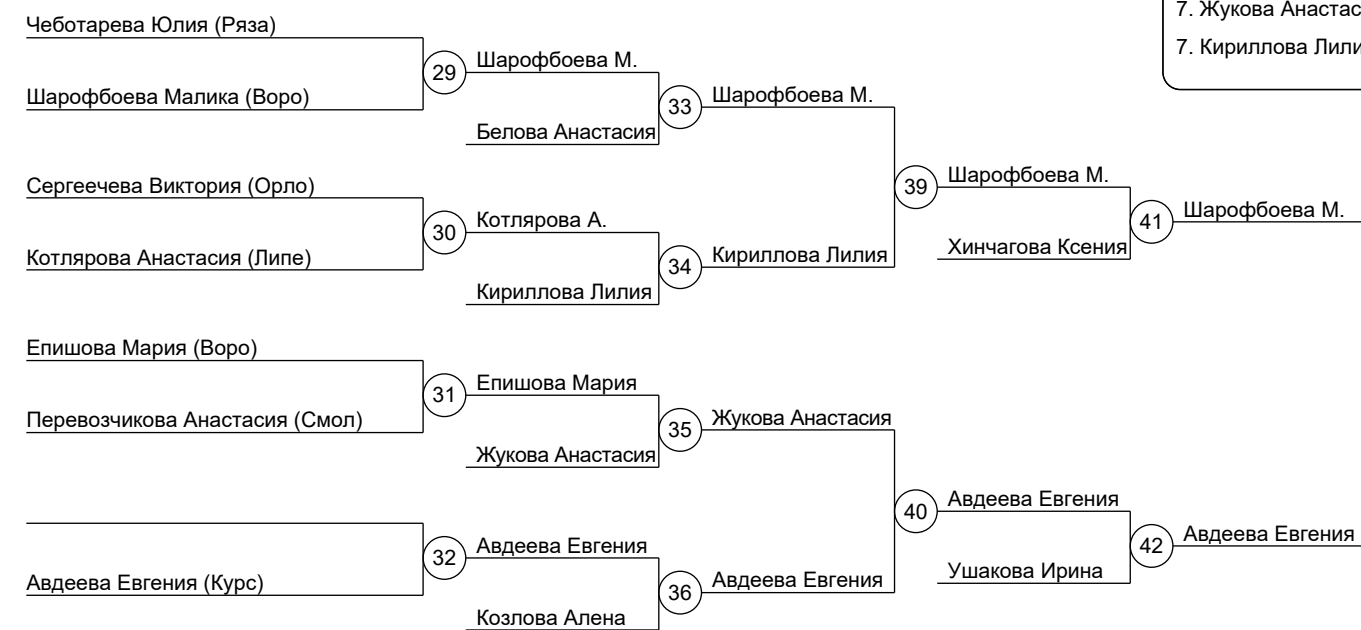 7. Жукова
7. Кириллова
Чеботарева Юлия (Ряза)
29
Шарофбоева М.
Шарофбоева Малика (Воро)
33
Шарофбоева М.
Белова Анастасия
39
Шарофбоева М.
Сергеечева Виктория (Орло)
30
Котлярова А.
41
Шарофбоева М.
Котлярова Анастасия (Липе)
34
Кириллова Лилия
Хинчагова Ксения
Кириллова Лилия
Епишова Мария (Воро)
31
Епишова Мария
Перевозчикова Анастасия (Смол)
35
Жукова Анастасия
Жукова Анастасия
40
Авдеева Евгения
32
Авдеева Евгения
42
Авдеева Евгения
Авдеева Евгения (Курс)
36
Авдеева Евгения
Ушакова Ирина
Козлова Алена